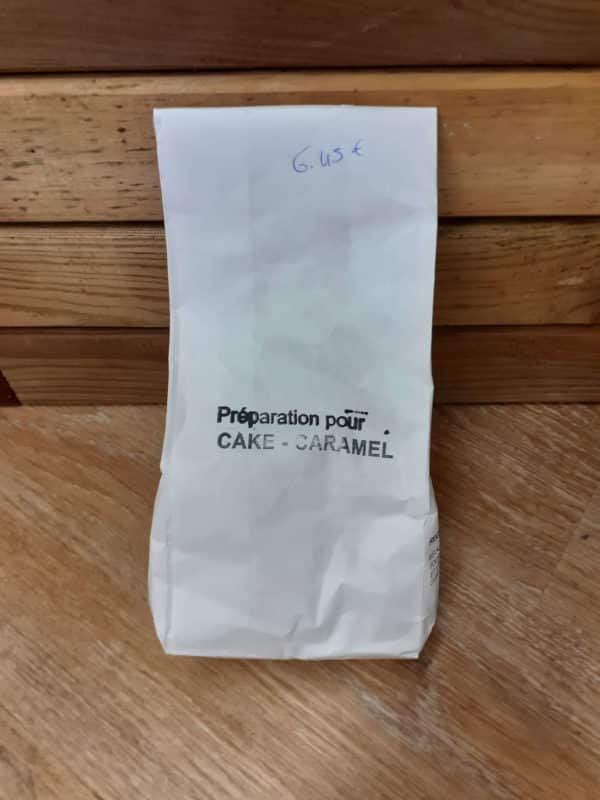 6.45 €
Préparation pour
CAKE - CARAMEL